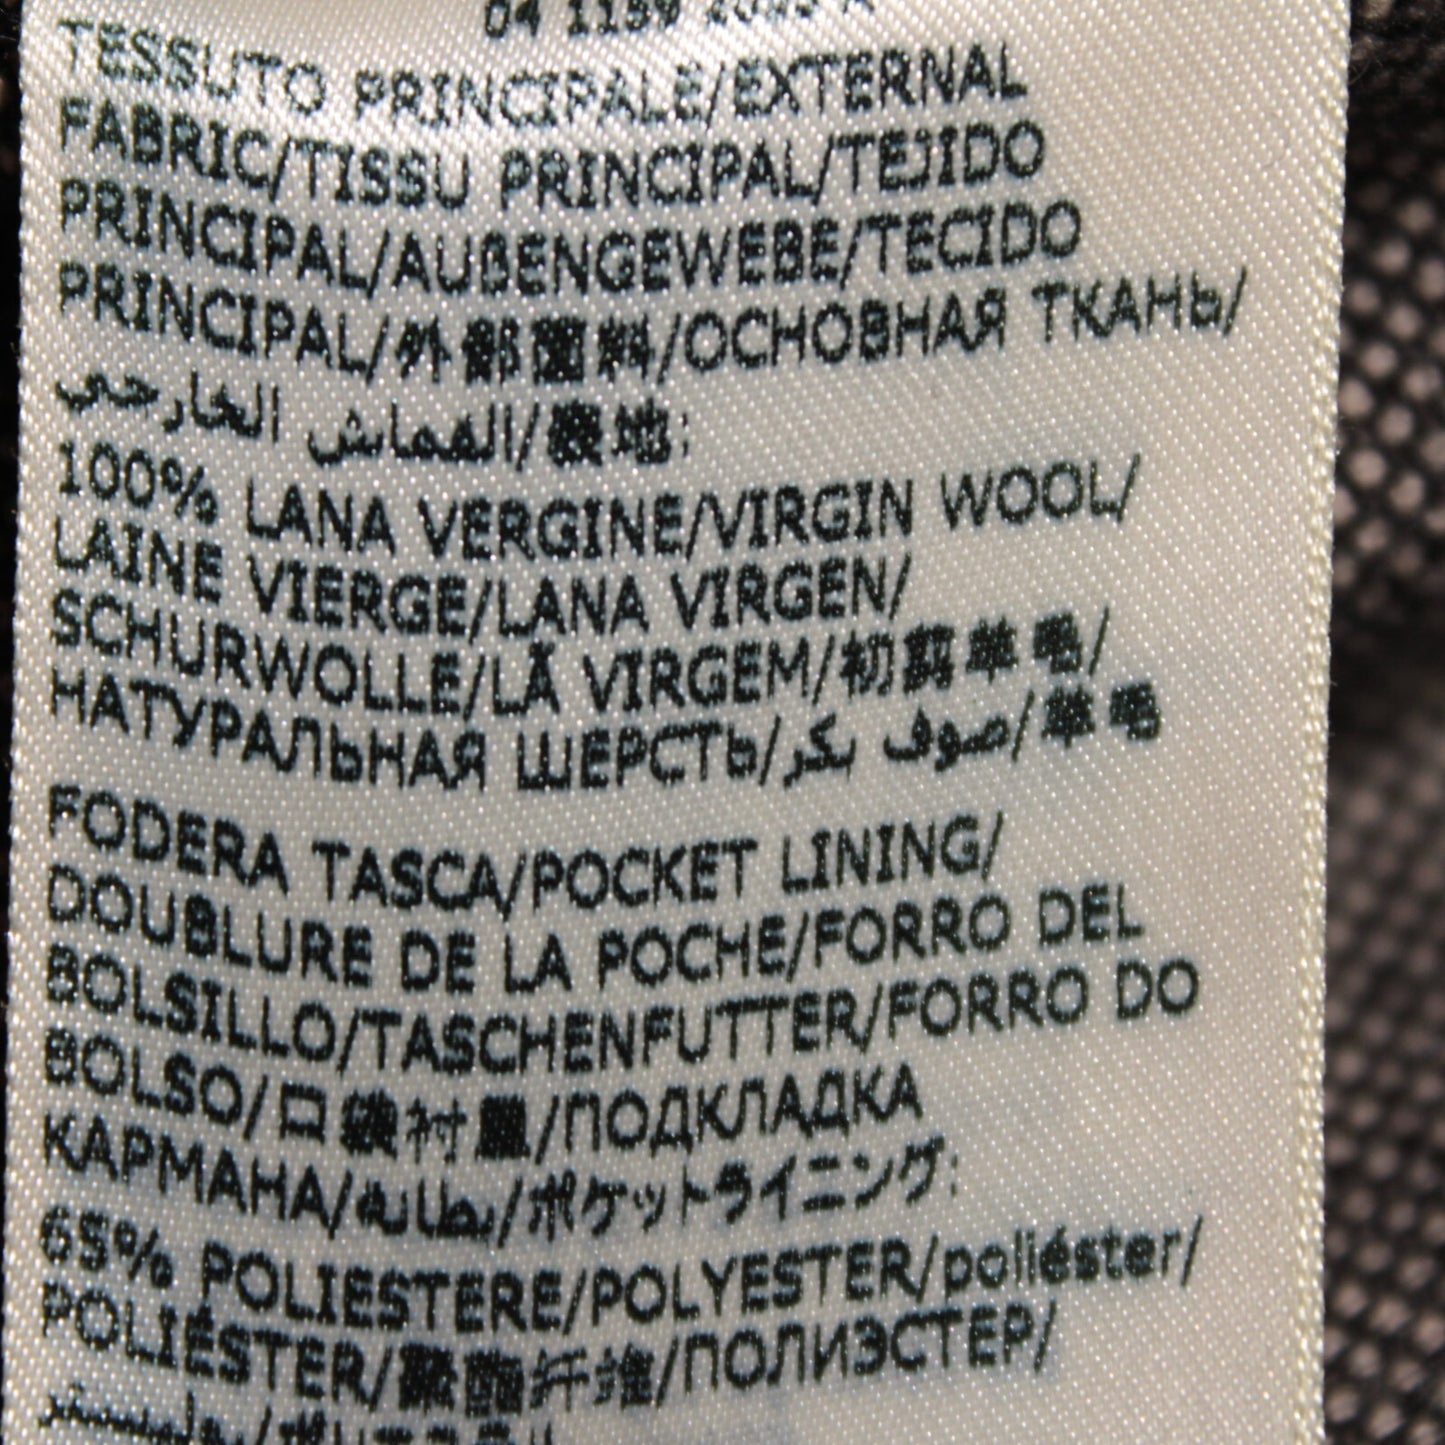 TESSUTO PRINCIPALE/EXTERNAL
FABRIC/TISSU PRINCIPAL/TEJIDO
PRINCIPAL/AUßENGEWEBE/TECIDO
PRINCIPAL/外部面料/ОСНОВНАЯ ТКАНЬ/
القماش الخارجي/表地:
100% LANA VERGINE/VIRGIN WOOL/
LAINE VIERGE/LANA VIRGEN/
SCHURWOLLE/LÃ VIRGEM/初剪羊毛/
НАТУРАЛЬНАЯ ШЕРСТЬ/صوف بكر/羊毛
FODERA TASCA/POCKET LINING/
DOUBLURE DE LA POCHE/FORRO DEL
BOLSILLO/TASCHENFUTTER/FORRO DO
BOLSO/口袋衬里/ПОДКЛАДКА
КАРМАНА/بطانة/ポケットライニング:
65% POLIESTERE/POLYESTER/poliéster/
POLIÉSTER/聚酯纤维/ПОЛИЭСТЕР/